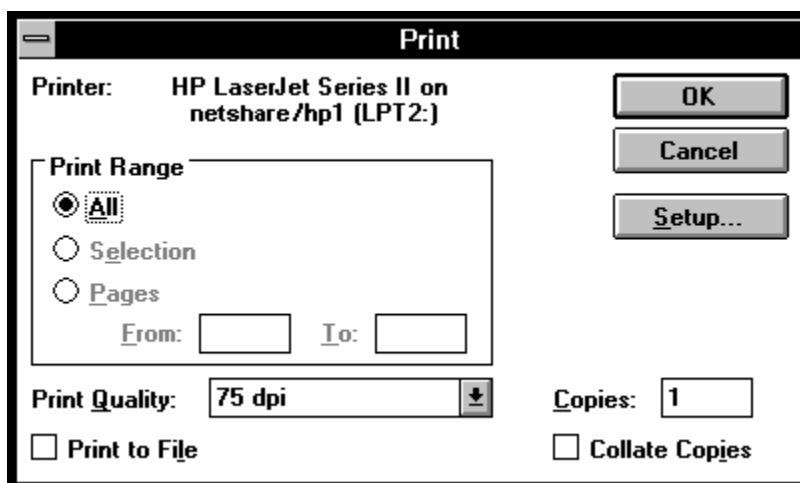 Print
Printer: HP LaserJet Series II on
netshare/hp1 (LPT2:)
OK
Cancel
Setup...
Print Range
All
Selection
Pages
From: To:
Print Quality: 75 dpi
Copies: 1
Print to File
Collate Copies